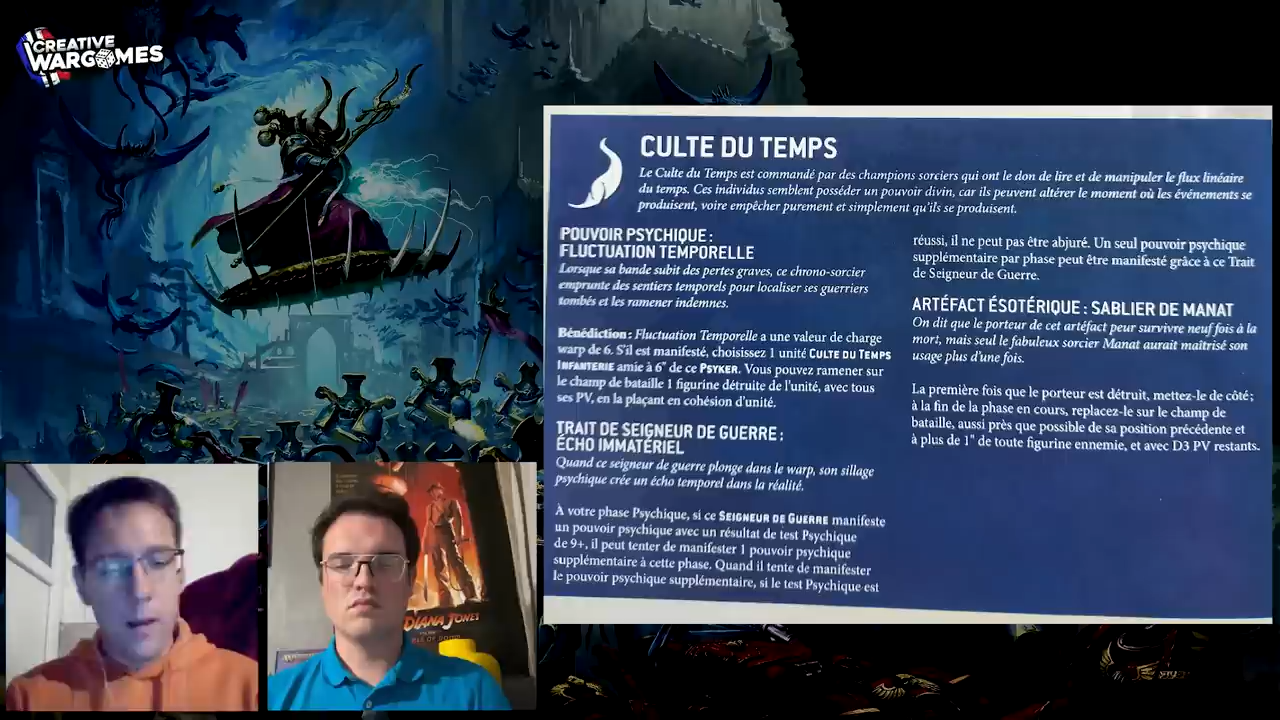 CREATIVE
WARGAMES
CULTE DU TEMPS
Le Culte du Temps est commandé par des champions sorciers qui ont le don de lire et de manipuler le flux linéaire
du temps. Ces individus semblent posséder un pouvoir divin, car ils peuvent altérer le moment où les événements se
produisent, voire empêcher purement et simplement qu'ils se produisent.
POUVOIR PSYCHIQUE :
FLUCTUATION TEMPORELLE
Lorsque sa bande subit des pertes graves, ce chrono-sorcier
emprunte des sentiers temporels pour localiser ses guerriers
tombés et les ramener indemnes.
Bénédiction : Fluctuation Temporelle a une valeur de charge
warp de 6. S'il est manifesté, choisissez 1 unité CULTE DU TEMPS
INFANTERIE amie à 6" de ce PSYKER. Vous pouvez ramener sur
le champ de bataille 1 figurine détruite de l'unité, avec tous
ses PV, en la plaçant en cohésion d'unité.
TRAIT DE SEIGNEUR DE GUERRE :
ÉCHO IMMATÉRIEL
Quand ce seigneur de guerre plonge dans le warp, son sillage
psychique crée un écho temporel dans la réalité.
À votre phase Psychique, si ce SEIGNEUR DE GUERRE manifeste
un pouvoir psychique avec un résultat de test Psychique
de 9+, il peut tenter de manifester 1 pouvoir psychique
supplémentaire à cette phase. Quand il tente de manifester
le pouvoir psychique supplémentaire, si le test Psychique est
réussi, il ne peut pas être abjuré. Un seul pouvoir psychique
supplémentaire par phase peut être manifesté grâce à ce Trait
de Seigneur de Guerre.
ARTÉFACT ÉSOTÉRIQUE : SABLIER DE MANAT
On dit que le porteur de cet artéfact peur survivre neuf fois à la
mort, mais seul le fabuleux sorcier Manat aurait maîtrisé son
usage plus d'une fois.
La première fois que le porteur est détruit, mettez-le de côté ;
à la fin de la phase en cours, replacez-le sur le champ de
bataille, aussi près que possible de sa position précédente et
à plus de 1" de toute figurine ennemie, et avec D3 PV restants.
DIANA JONES